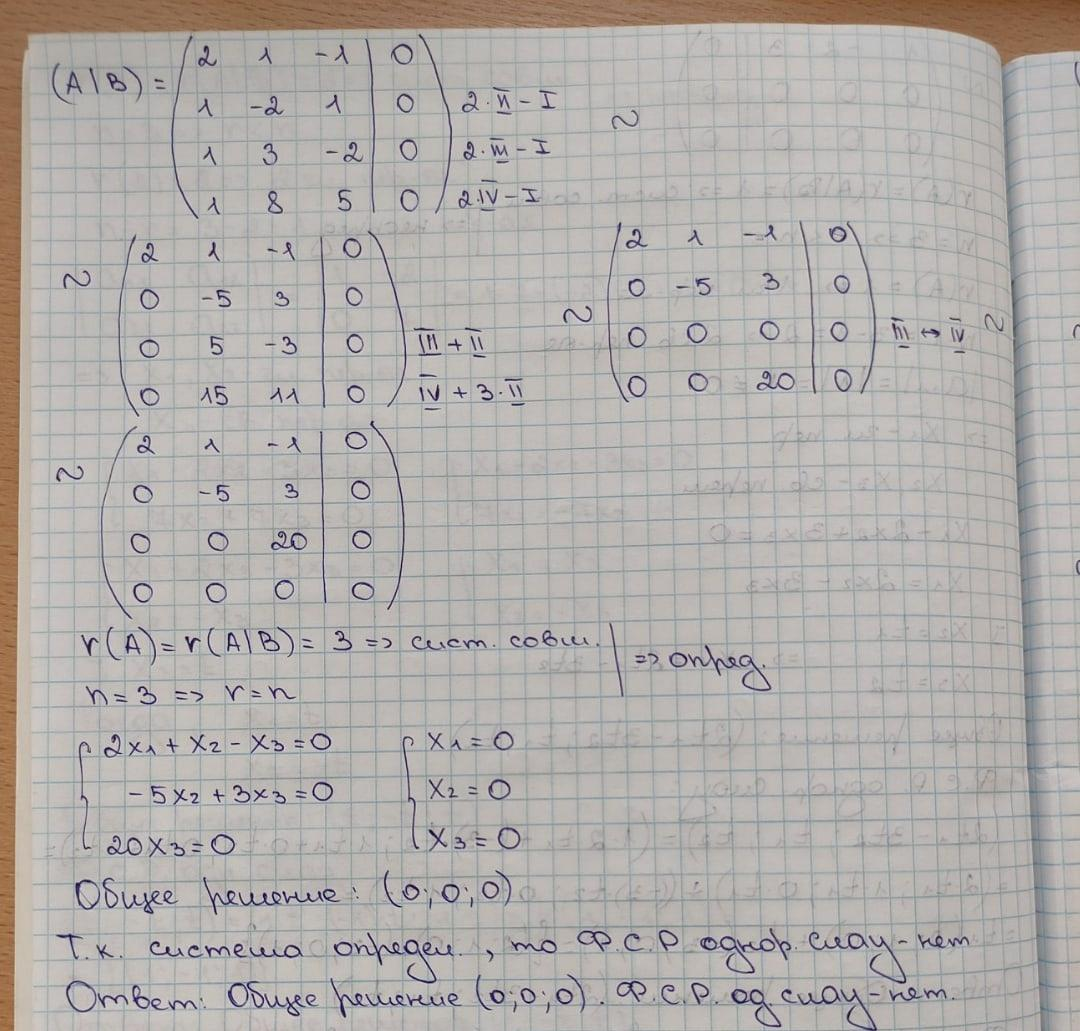 (A|B) = ( 2 1 -1 | 0 )
1 -2 1 | 0 2·II - I ~
1 3 -2 | 0 2·III - I
1 8 5 | 0 2·IV - I
~ ( 2 1 -1 | 0 )
0 -5 3 | 0
0 5 -3 | 0 III + II
0 15 11 | 0 IV + 3·II
~ ( 2 1 -1 | 0 )
0 -5 3 | 0
0 0 0 | 0 III ↔ IV ~
0 0 20 | 0
~ ( 2 1 -1 | 0 )
0 -5 3 | 0
0 0 20 | 0
0 0 0 | 0
r(A) = r(A|B) = 3 => сист. совм. | => опред.
n = 3 => r = n
{ 2x1 + x2 - x3 = 0 { x1 = 0
-5x2 + 3x3 = 0 x2 = 0
20x3 = 0 x3 = 0
Общее решение: (0;0;0)
Т.к. система определ., то Ф.С.Р. однор. слау - нет
Ответ: Общее решение (0;0;0). Ф.С.Р. од. слау - нет.